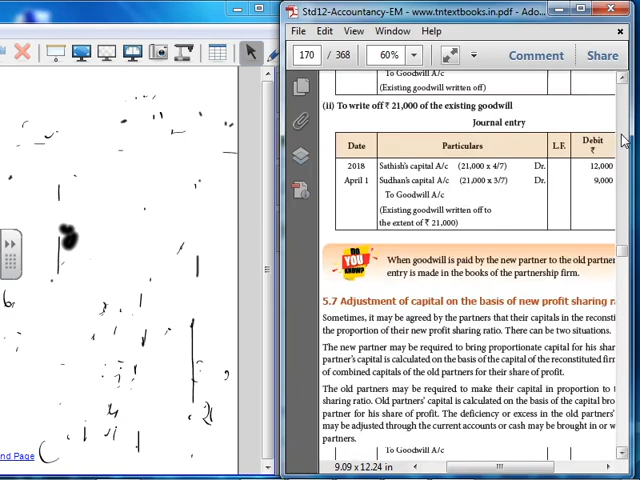 Std12-Accountancy-EM - www.tntextbooks.in.pdf - Ado...
File Edit View Window Help
170 / 368 60% Comment Share
To Goodwill A/c
(Existing goodwill written off)
(ii) To write off ₹ 21,000 of the existing goodwill
Journal entry
Date Particulars L.F. Debit
₹
2018 Sathish's capital A/c (21,000 x 4/7) Dr. 12,000
April 1 Sudhan's capital A/c (21,000 x 3/7) Dr. 9,000
To Goodwill A/c
(Existing goodwill written off to
the extent of ₹ 21,000)
DO YOU KNOW?
When goodwill is paid by the new partner to the old partner
entry is made in the books of the partnership firm.
5.7 Adjustment of capital on the basis of new profit sharing ra
Sometimes, it may be agreed by the partners that their capitals in the reconsti
the proportion of their new profit sharing ratio. There can be two situations.
The new partner may be required to bring proportionate capital for his shar
partner's capital is calculated on the basis of the capital of the reconstituted firm
of combined capitals of the old partners for their share of profit.
The old partners may be required to make their capital in proportion to t
sharing ratio. Old partners' capital is calculated on the basis of the capital bro
partner for his share of profit. The deficiency or excess in the old partners'
may be adjusted through the current accounts or cash may be brought in or w
partners.
To Goodwill A/c
9.09 x 12.24 in
nd Page